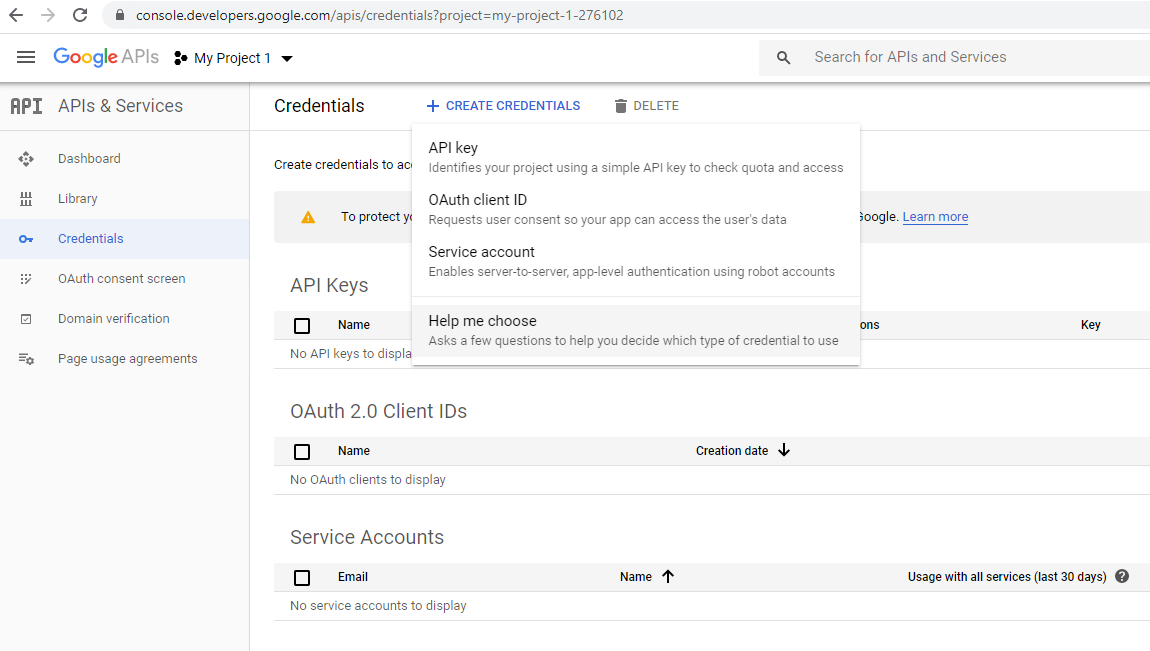 console.developers.google.com/apis/credentials?project=my-project-1-276102
Google APIs My Project 1 Search for APIs and Services
API APIs & Services
Dashboard
Library
Credentials
OAuth consent screen
Domain verification
Page usage agreements
Credentials CREATE CREDENTIALS DELETE
Create credentials to
API key
Identifies your project using a simple API key to check quota and access
OAuth client ID
Requests user consent so your app can access the user's data
To protect Google. Learn more
Service account
Enables server-to-server, app-level authentication using robot accounts
API Keys
Help me choose
Asks a few questions to help you decide which type of credential to use
Name Key
No API keys to
OAuth 2.0 Client IDs
Name Creation date
No OAuth clients to display
Service Accounts
Email Name Usage with all services (last 30 days) ?
No service accounts to display